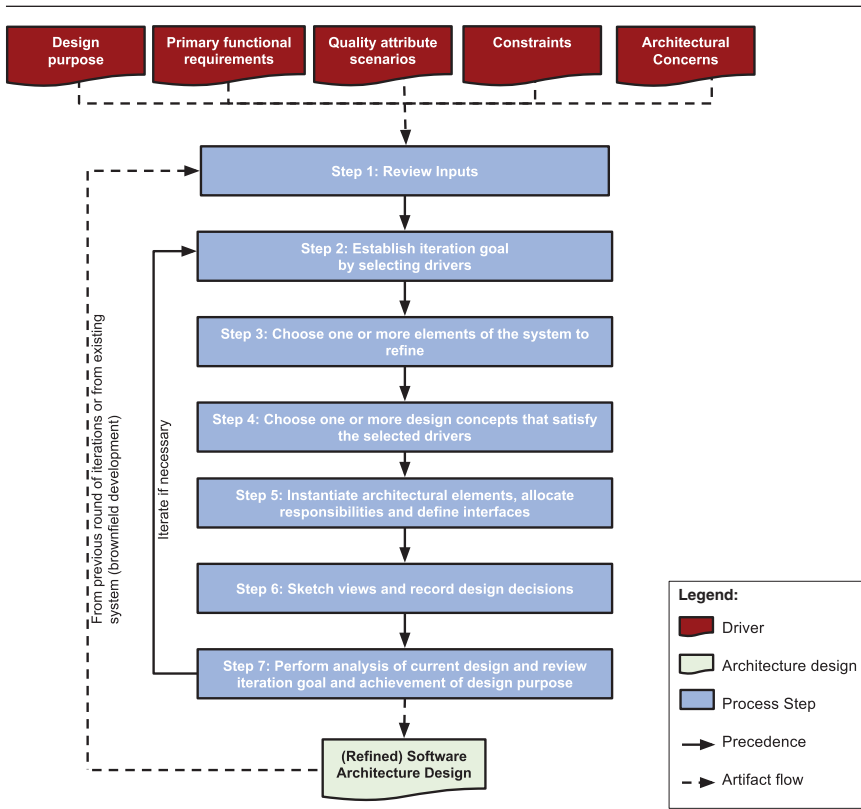 Design
purpose
Primary functional
requirements
Quality attribute
scenarios
Constraints
Architectural
Concerns
Step 1: Review Inputs
Step 2: Establish iteration goal
by selecting drivers
Step 3: Choose one or more elements of the system to
refine
Step 4: Choose one or more design concepts that satisfy
the selected drivers
Step 5: Instantiate architectural elements, allocate
responsibilities and define interfaces
Step 6: Sketch views and record design decisions
Step 7: Perform analysis of current design and review
iteration goal and achievement of design purpose
(Refined) Software
Architecture Design
From previous round of iterations or from existing
system (brownfield development)
Iterate if necessary
Legend:
Driver
Architecture design
Process Step
Precedence
Artifact flow